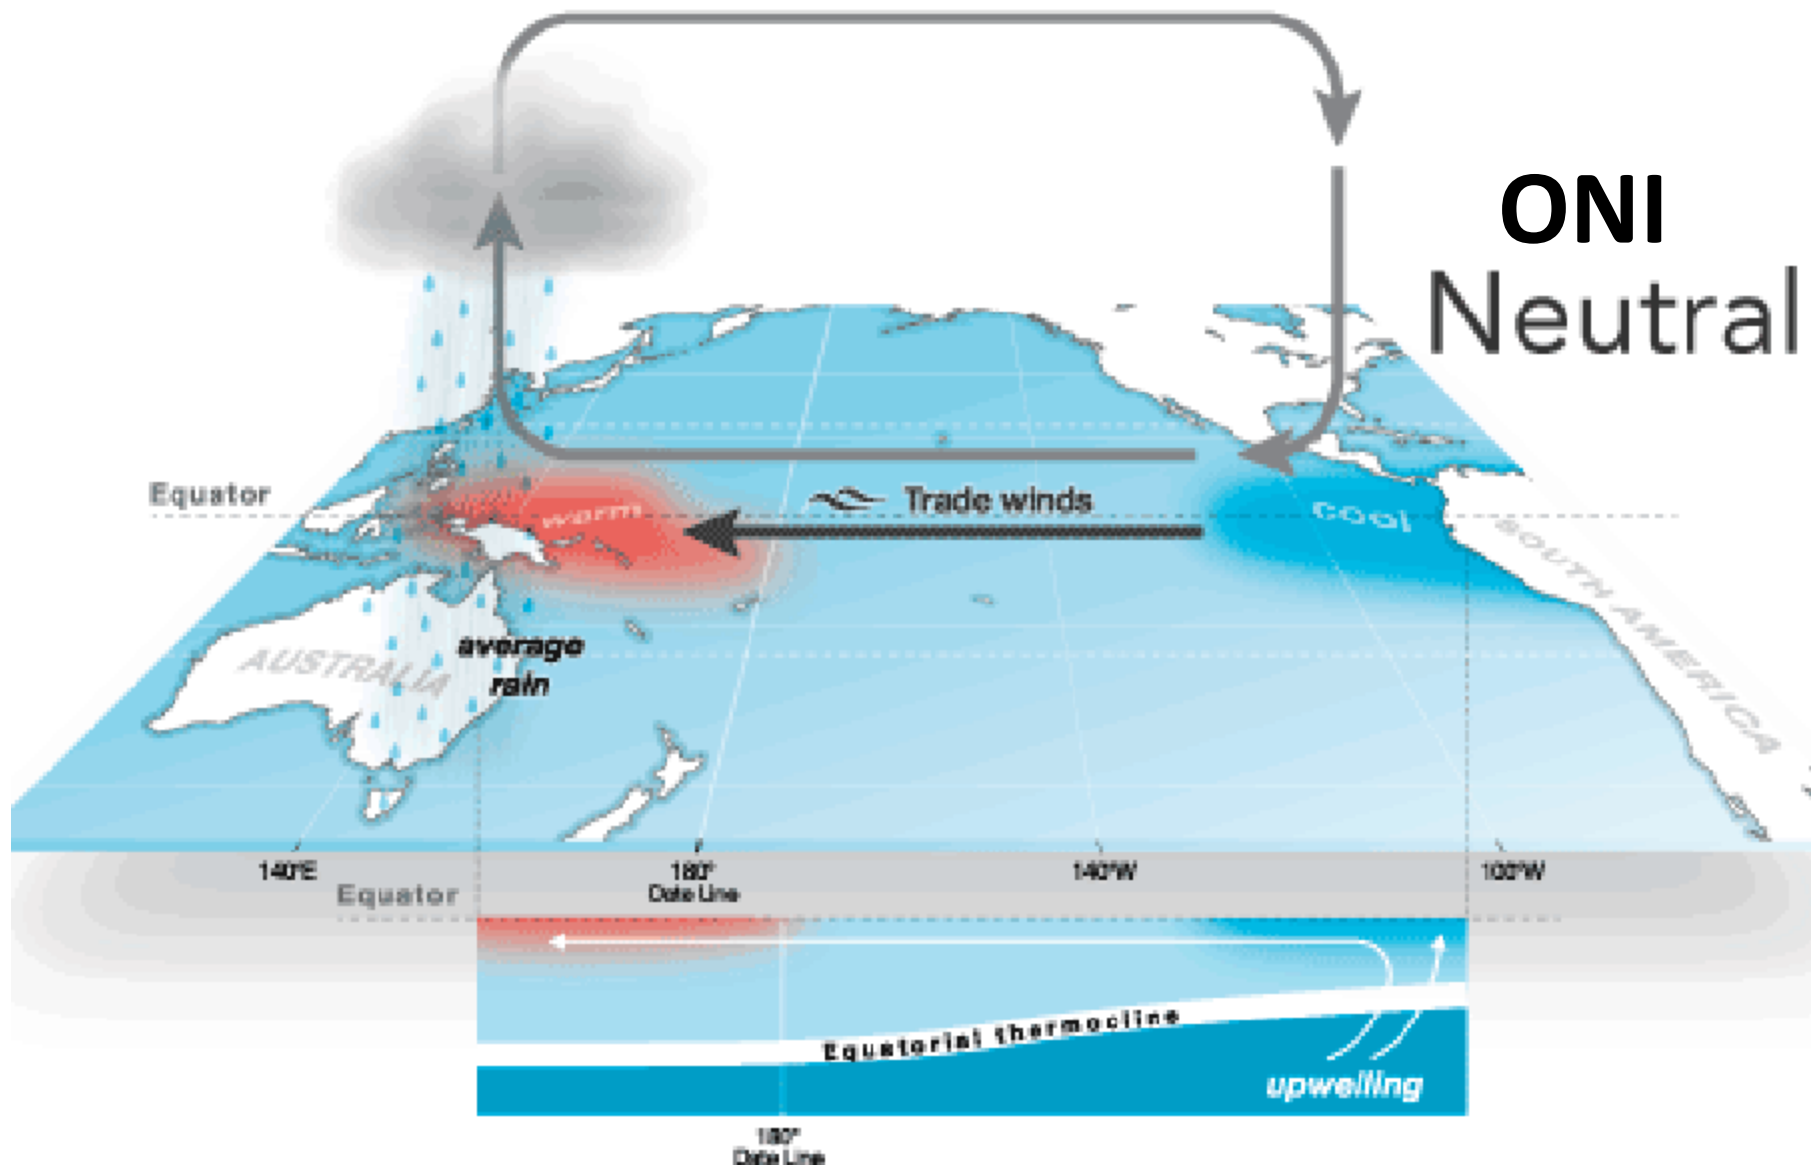 ONI
Neutral
Equator
warm
Trade winds
cool
SOUTH AMERICA
AUSTRALIA
average
rain
140°E
180°
Date Line
140°W
100°W
Equator
Equatorial thermocline
upwelling
180°
Date Line